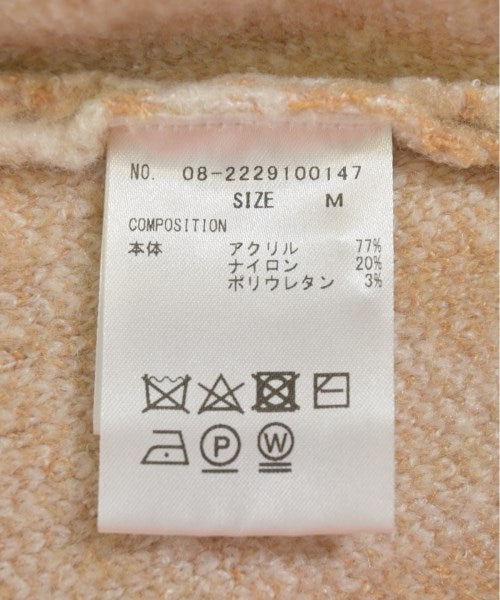 NO. 08-2229100147
SIZE M
COMPOSITION
本体 アクリル 77%
ナイロン 20%
ポリウレタン 3%
P W